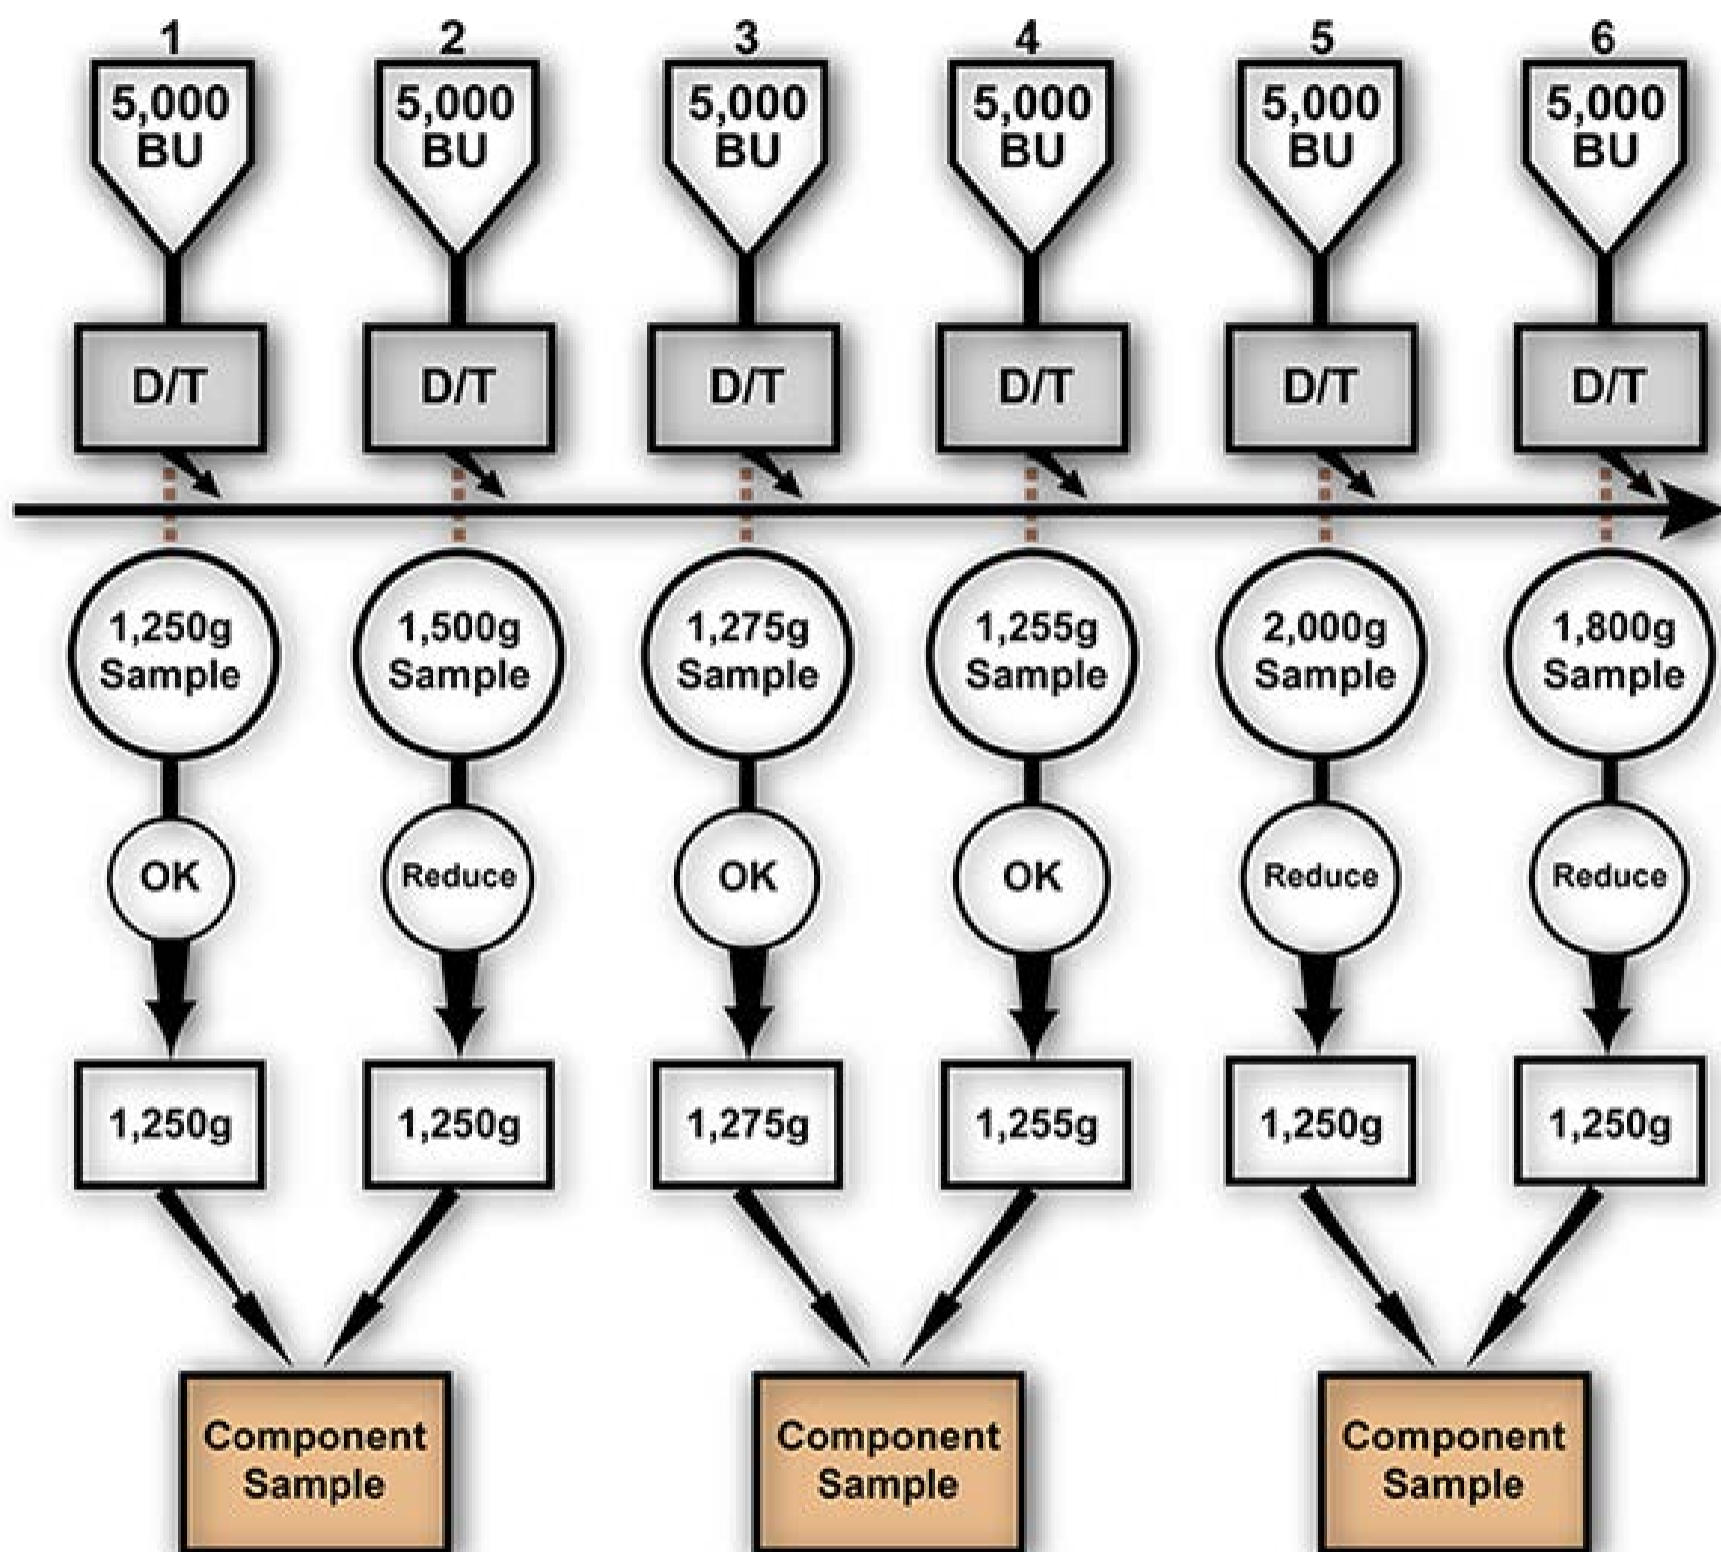 1 2 3 4 5 6
5,000 5,000 5,000 5,000 5,000 5,000
BU BU BU BU BU BU
D/T D/T D/T D/T D/T D/T
1,250g 1,500g 1,275g 1,255g 2,000g 1,800g
Sample Sample Sample Sample Sample Sample
OK Reduce OK OK Reduce Reduce
1,250g 1,250g 1,275g 1,255g 1,250g 1,250g
Component Component Component
Sample Sample Sample